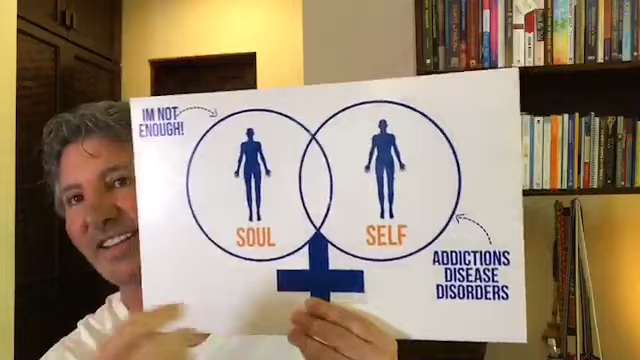 IM NOT
ENOUGH!
SOUL
SELF
ADDICTIONS
DISEASE
DISORDERS